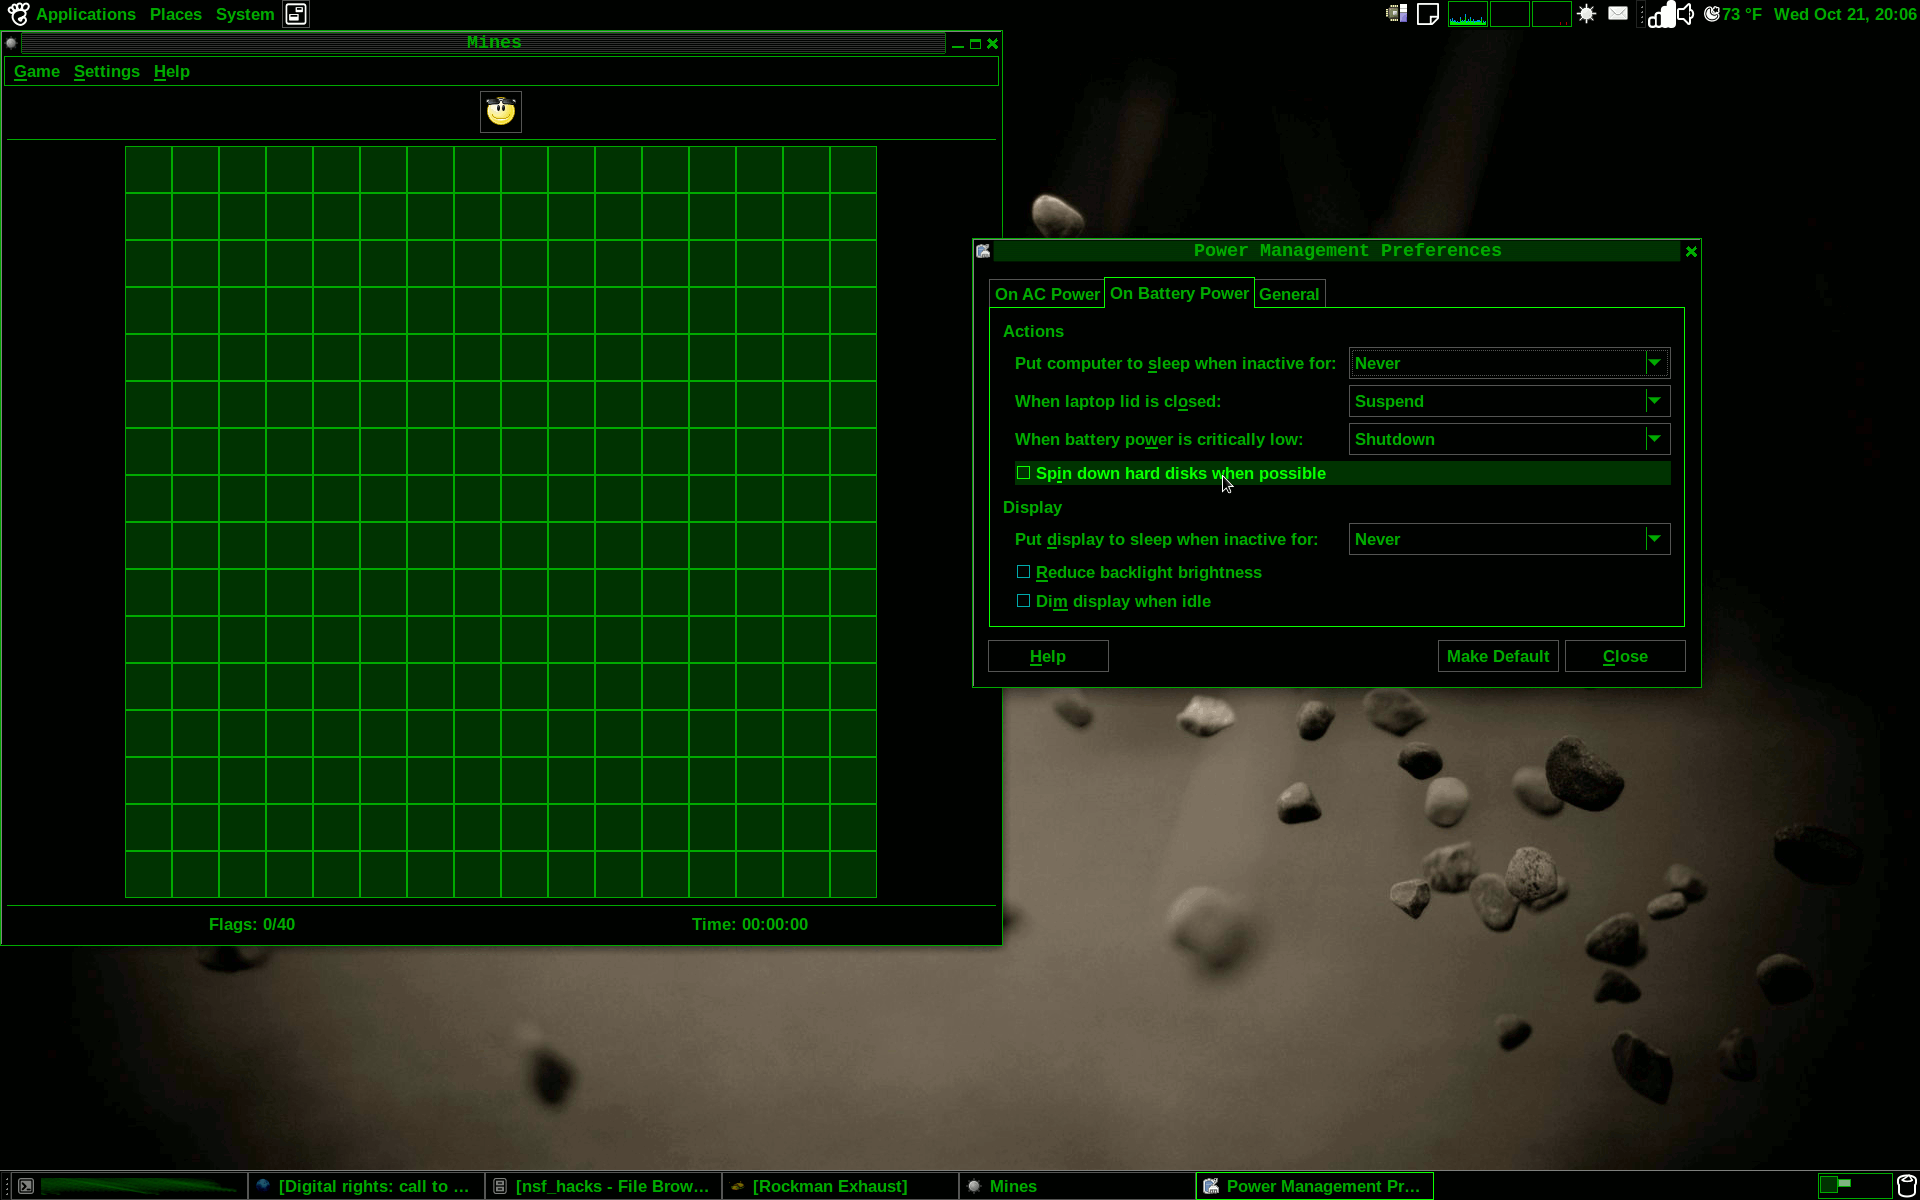 Applications Places System
73 °F Wed Oct 21, 20:06
Mines
Game Settings Help
Flags: 0/40
Time: 00:00:00
Power Management Preferences
On AC Power On Battery Power General
Actions
Put computer to sleep when inactive for: Never
When laptop lid is closed: Suspend
When battery power is critically low: Shutdown
Spin down hard disks when possible
Display
Put display to sleep when inactive for: Never
Reduce backlight brightness
Dim display when idle
Help Make Default Close
[Digital rights: call to ... [nsf_hacks - File Brow... [Rockman Exhaust] Mines Power Management Pr...